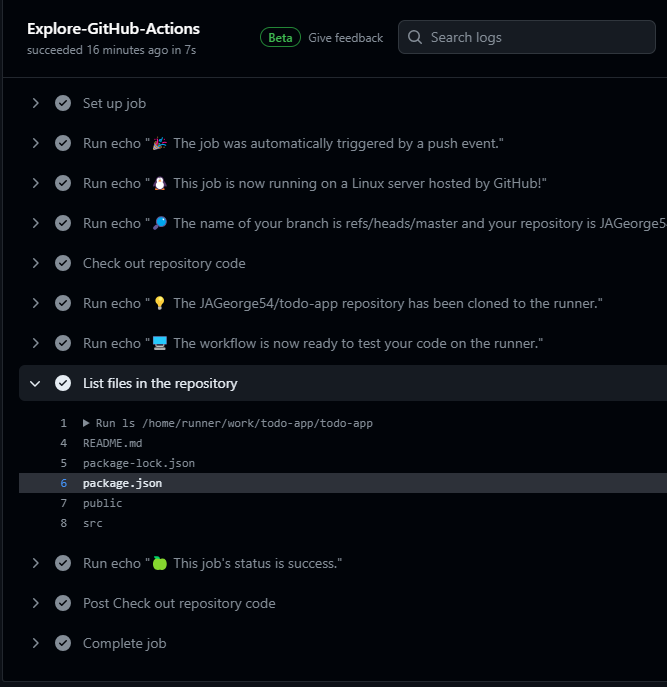 Explore-GitHub-Actions
succeeded 16 minutes ago in 7s
Beta Give feedback
Search logs
Set up job
Run echo "🎉 The job was automatically triggered by a push event."
Run echo "🐧 This job is now running on a Linux server hosted by GitHub!"
Run echo "🔎 The name of your branch is refs/heads/master and your repository is JAGeorge5
Check out repository code
Run echo "💡 The JAGeorge54/todo-app repository has been cloned to the runner."
Run echo "🖥️ The workflow is now ready to test your code on the runner."
List files in the repository
1 ▶ Run ls /home/runner/work/todo-app/todo-app
4 README.md
5 package-lock.json
6 package.json
7 public
8 src
Run echo "🍏 This job's status is success."
Post Check out repository code
Complete job